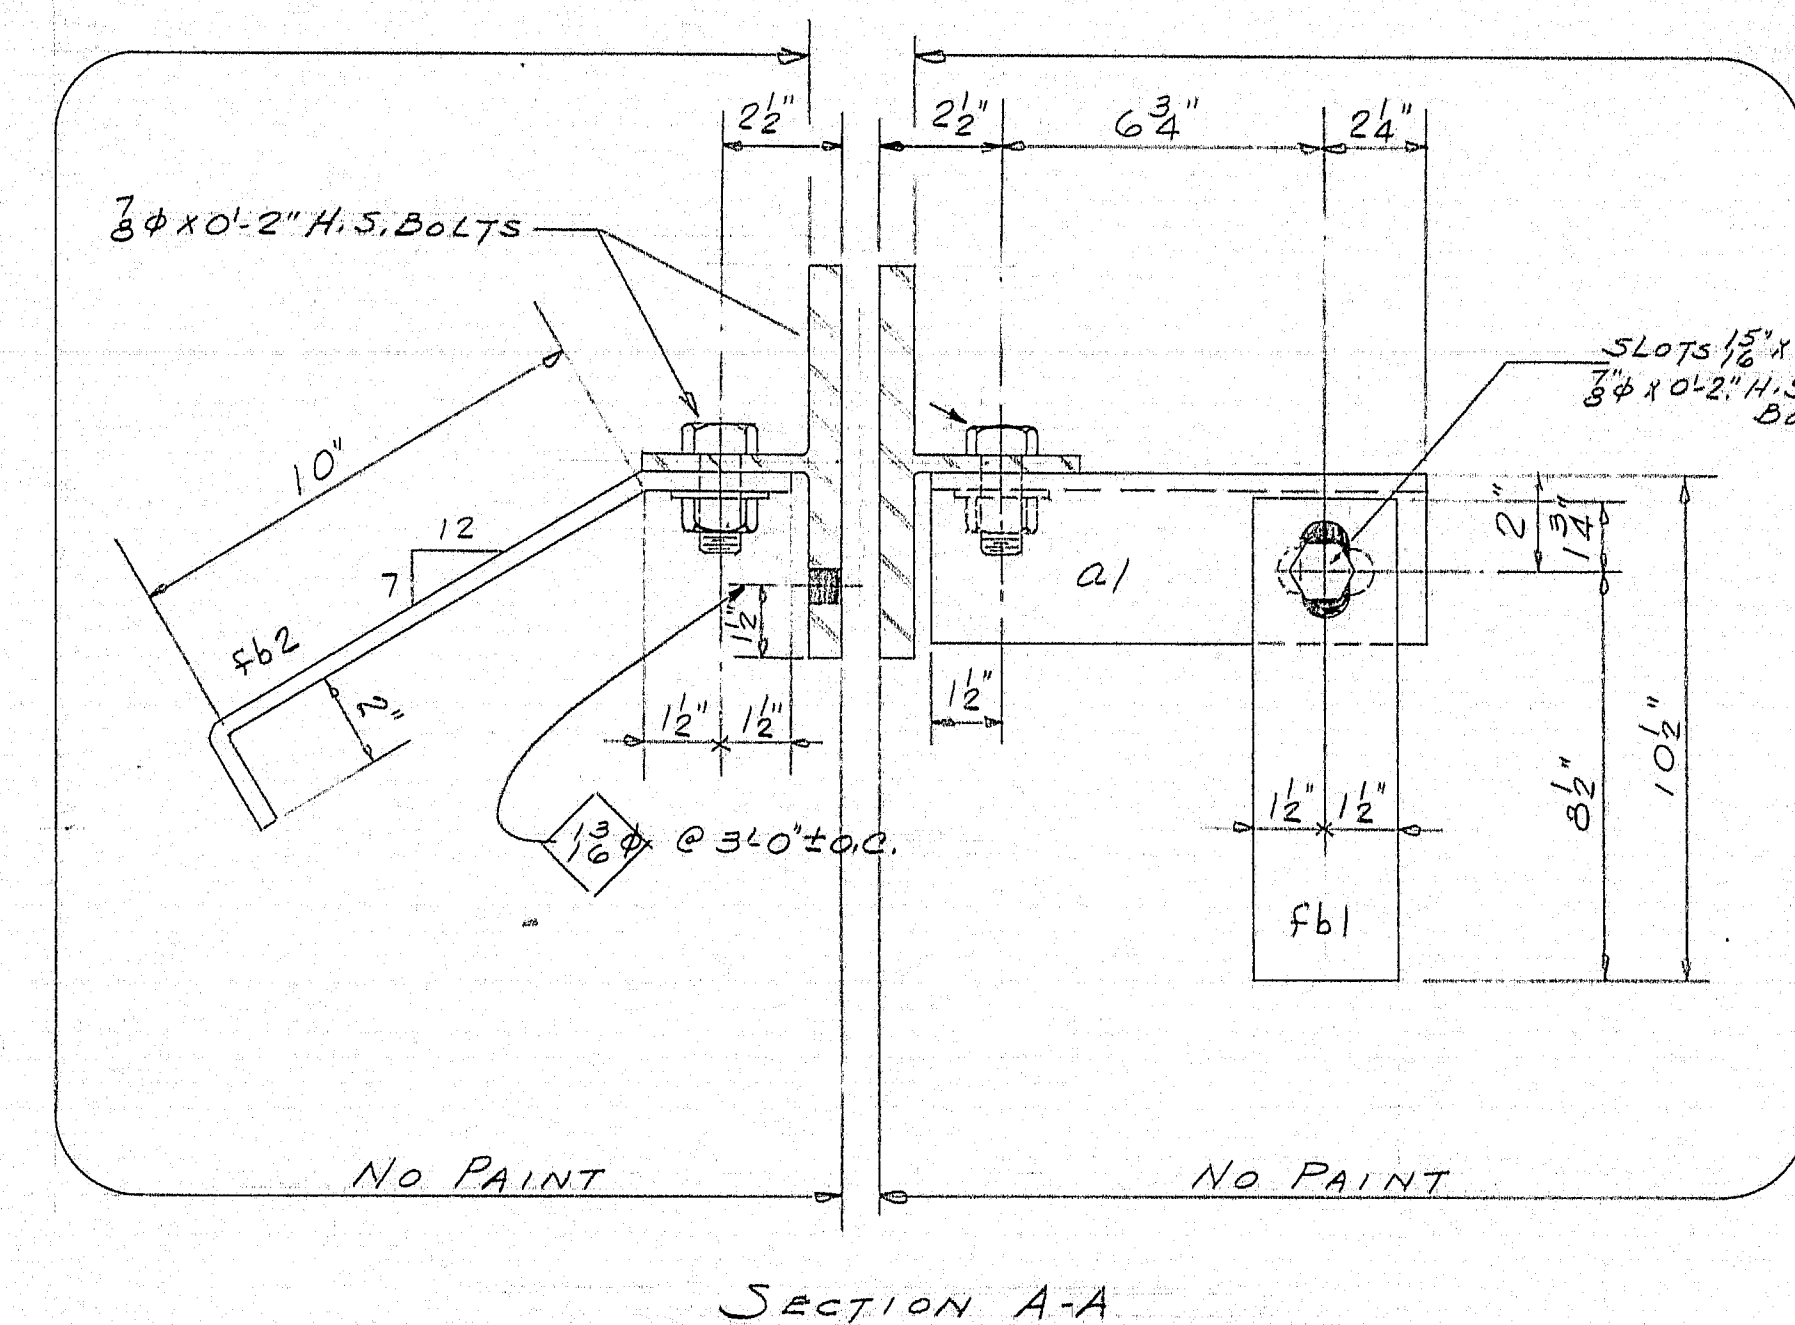 2 1/2"
2 1/2"
6 3/4"
2 1/4"
7/8 φ X 0'-2" H.S. BOLTS
SLOTS 15/16" X
7/8" φ X 0'-2" H.S
BO
10"
12
7
fb2
2"
1 1/2"
a1
2"
1 3/4"
1 1/2"
1 1/2"
1 1/2"
1 1/2"
1 1/2"
8 1/2"
10 1/2"
13/16 φ @ 3'-0" ± O.C.
fb1
NO PAINT
NO PAINT
SECTION A-A